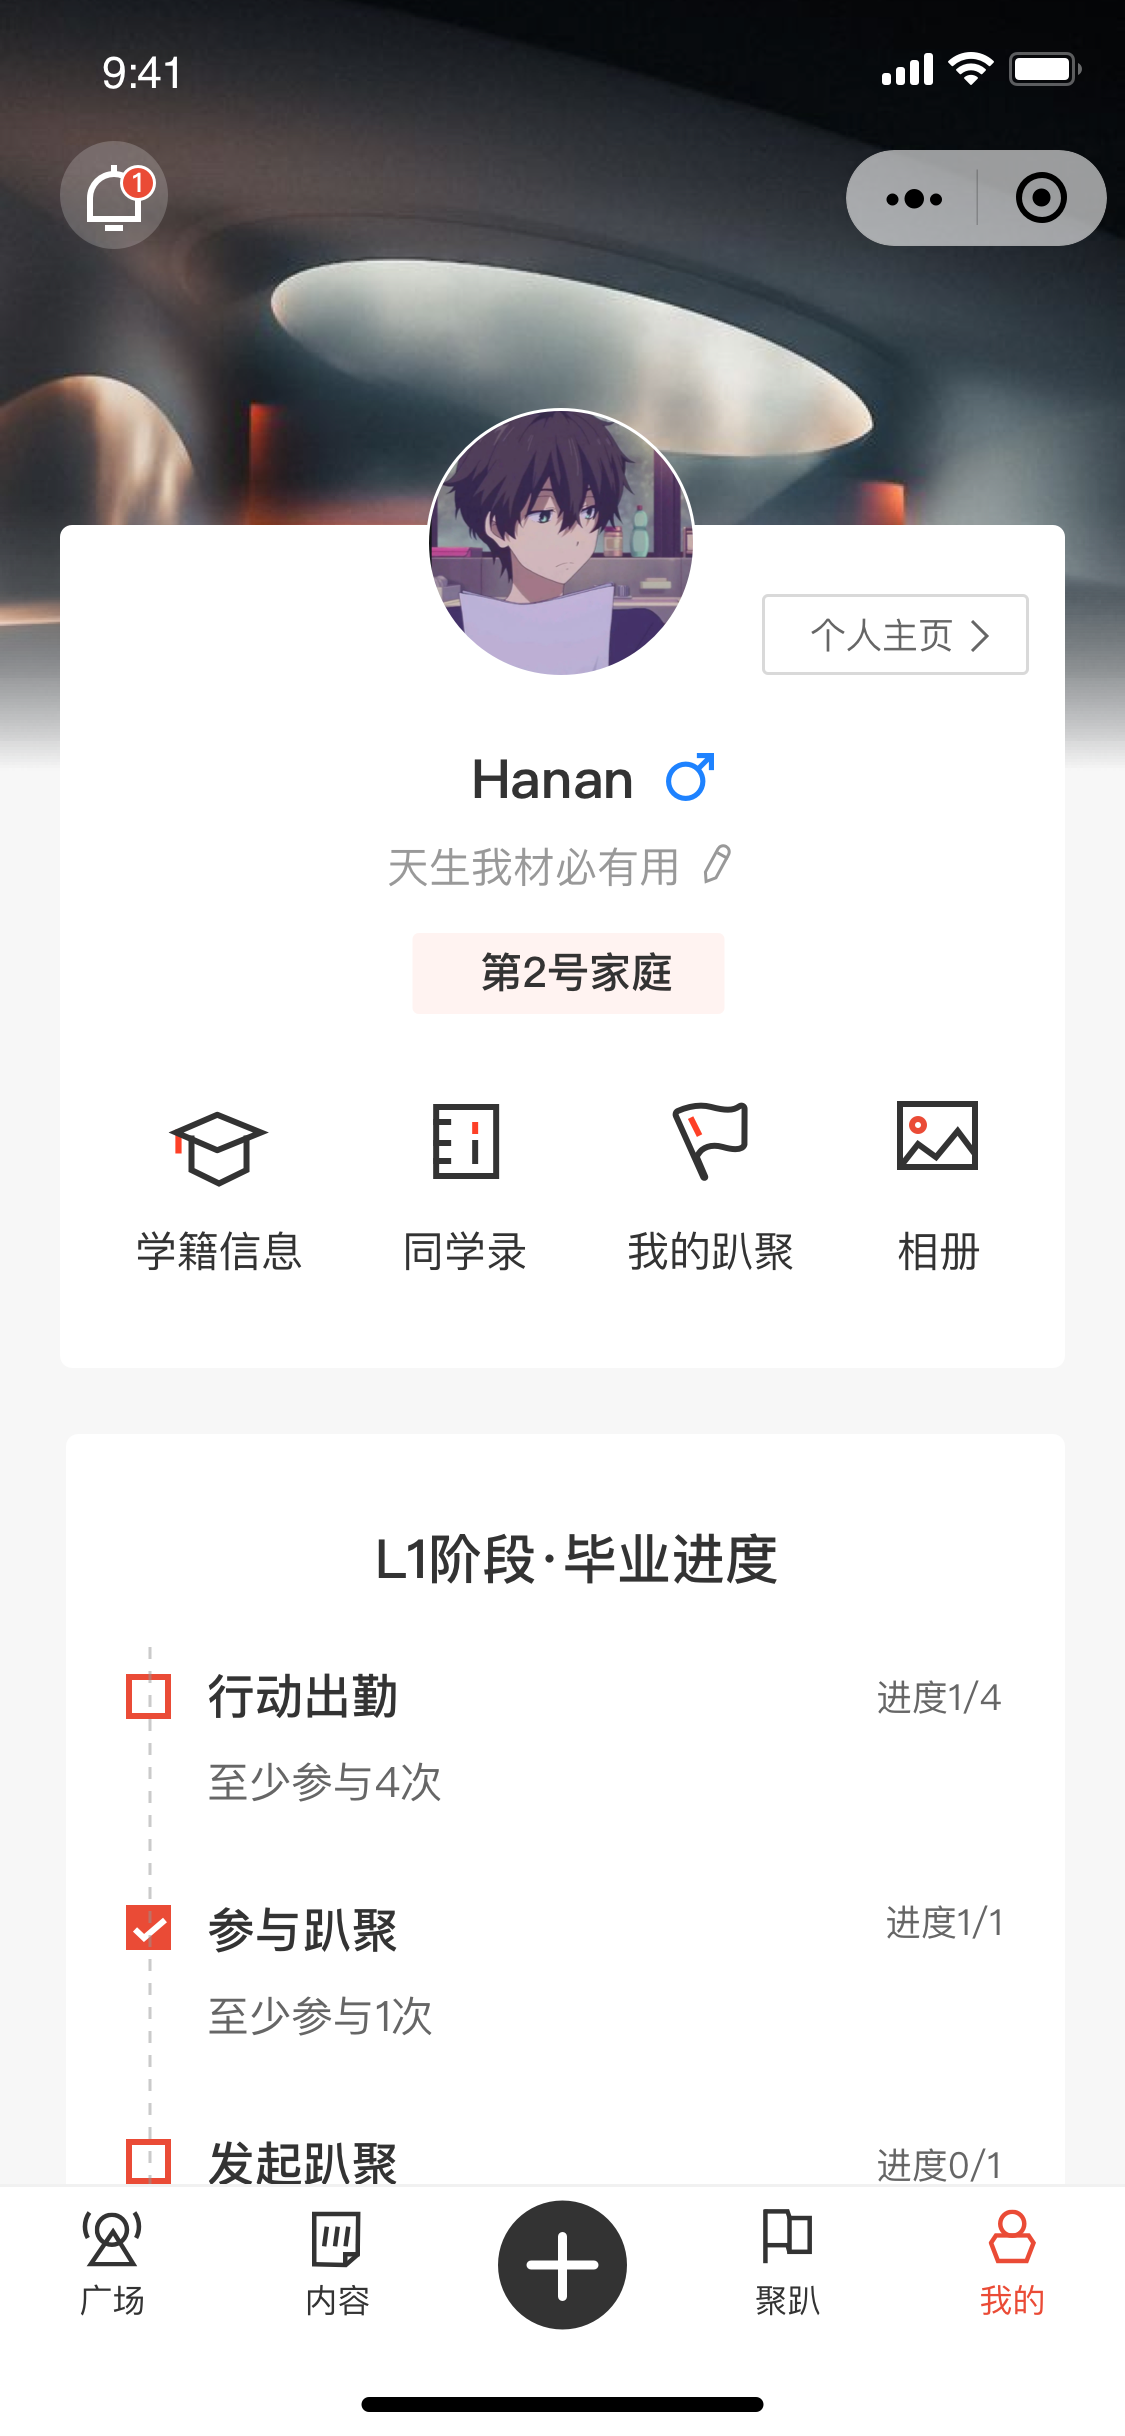 9:41
1
个人主页
Hanan
天生我材必有用
第2号家庭
学籍信息 同学录 我的趴聚 相册
L1阶段·毕业进度
行动出勤 进度1/4
至少参与4次
参与趴聚 进度1/1
至少参与1次
发起趴聚 进度0/1
广场 内容 聚趴 我的